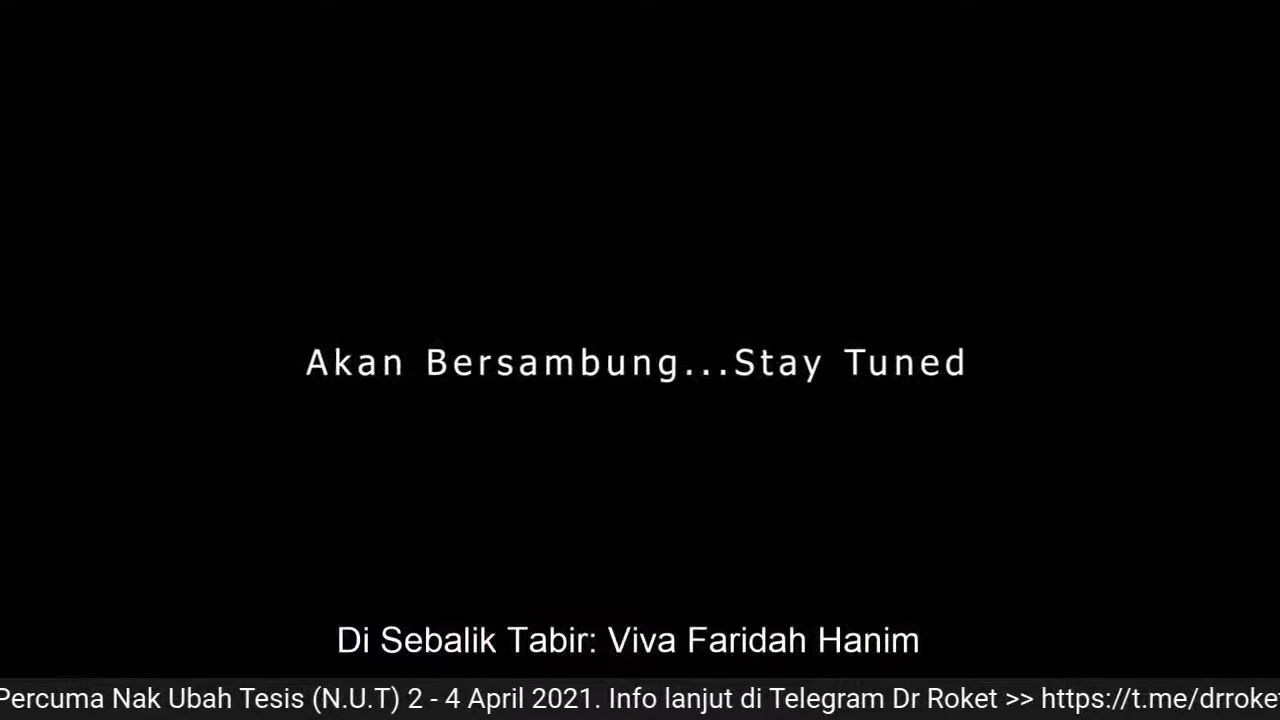 Akan Bersambung...Stay Tuned
Di Sebalik Tabir: Viva Faridah Hanim
Percuma Nak Ubah Tesis (N.U.T) 2 - 4 April 2021. Info lanjut di Telegram Dr Roket >> https://t.me/drroke